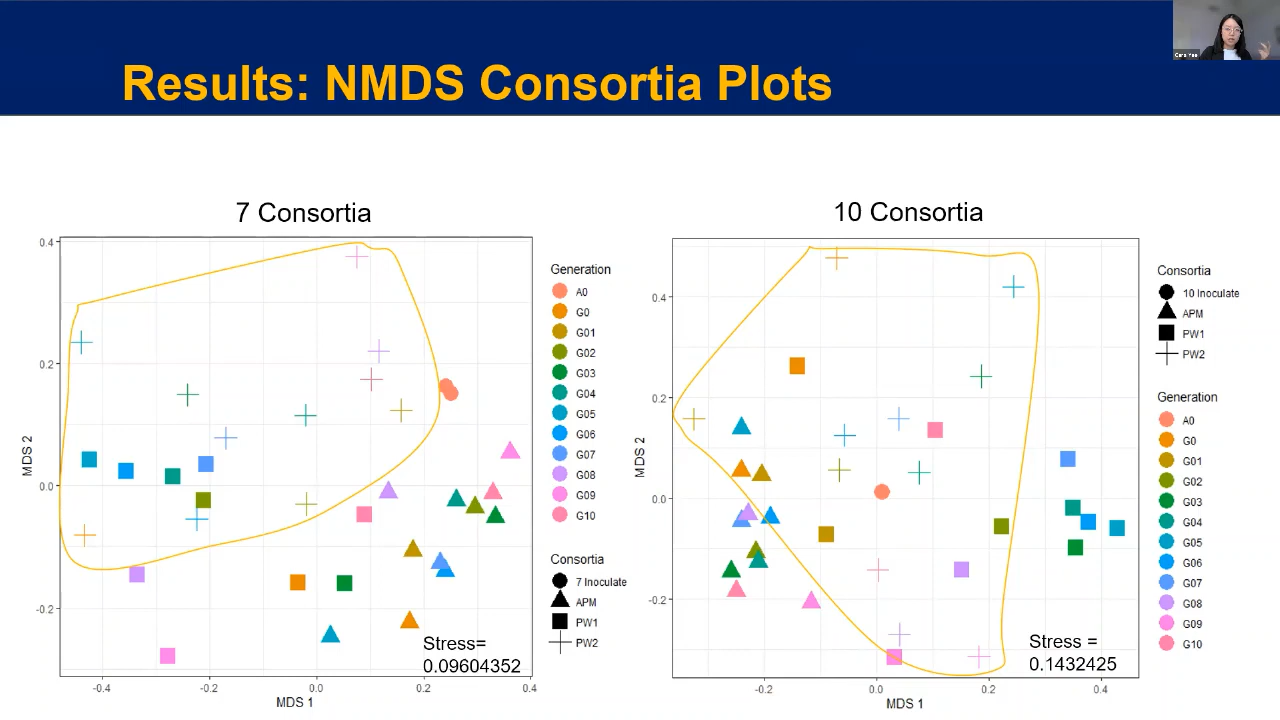 Results: NMDS Consortia Plots
7 Consortia
0.4
0.2
0.0
-0.2
MDS 2
-0.4
-0.2
0.0
0.2
0.4
MDS 1
Stress=
0.09604352
Generation
A0
G0
G01
G02
G03
G04
G05
G06
G07
G08
G09
G10
Consortia
7 Inoculate
APM
PW1
PW2
10 Consortia
0.4
0.2
0.0
-0.2
MDS 2
-0.2
0.0
0.2
0.4
MDS 1
Stress =
0.1432425
Consortia
10 Inoculate
APM
PW1
PW2
Generation
A0
G0
G01
G02
G03
G04
G05
G06
G07
G08
G09
G10